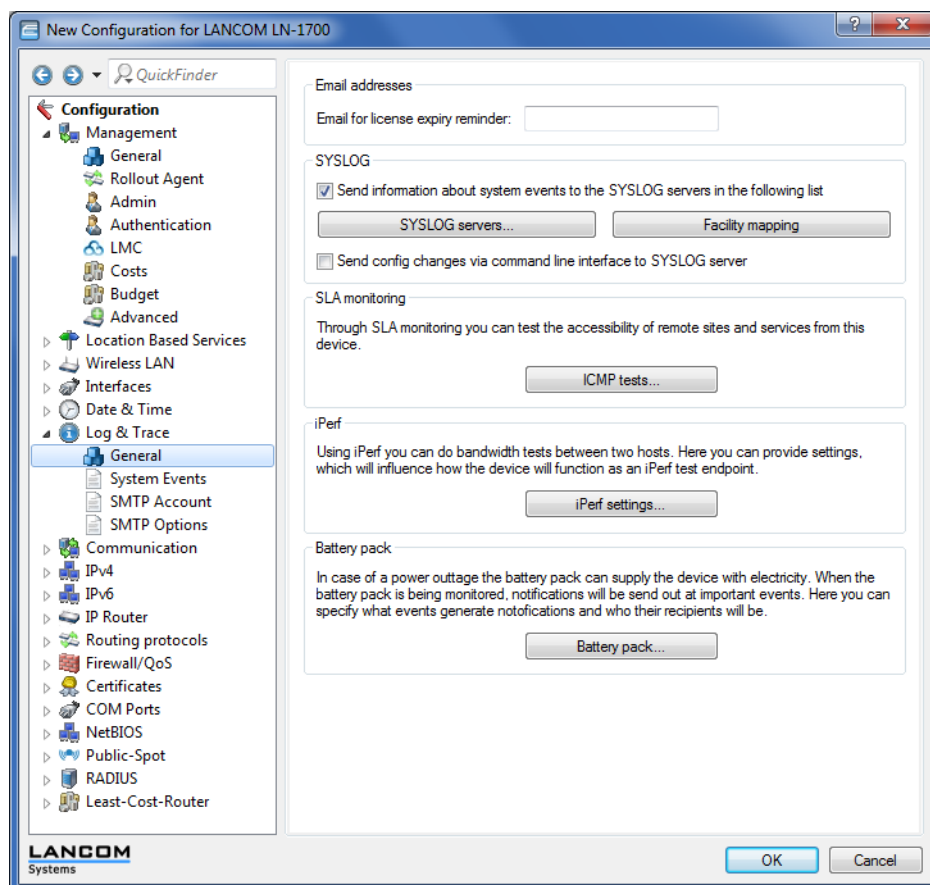 New Configuration for LANCOM LN-1700
QuickFinder
Configuration
Management
General
Rollout Agent
Admin
Authentication
LMC
Costs
Budget
Advanced
Location Based Services
Wireless LAN
Interfaces
Date & Time
Log & Trace
General
System Events
SMTP Account
SMTP Options
Communication
IPv4
IPv6
IP Router
Routing protocols
Firewall/QoS
Certificates
COM Ports
NetBIOS
Public-Spot
RADIUS
Least-Cost-Router
Email addresses
Email for license expiry reminder:
SYSLOG
Send information about system events to the SYSLOG servers in the following list
SYSLOG servers...
Facility mapping
Send config changes via command line interface to SYSLOG server
SLA monitoring
Through SLA monitoring you can test the accessibility of remote sites and services from this
device.
ICMP tests...
iPerf
Using iPerf you can do bandwidth tests between two hosts. Here you can provide settings,
which will influence how the device will function as an iPerf test endpoint.
iPerf settings...
Battery pack
In case of a power outtage the battery pack can supply the device with electricity. When the
battery pack is being monitored, notifications will be send out at important events. Here you can
specify what events generate notofications and who their recipients will be.
Battery pack...
LANCOM
Systems
OK
Cancel